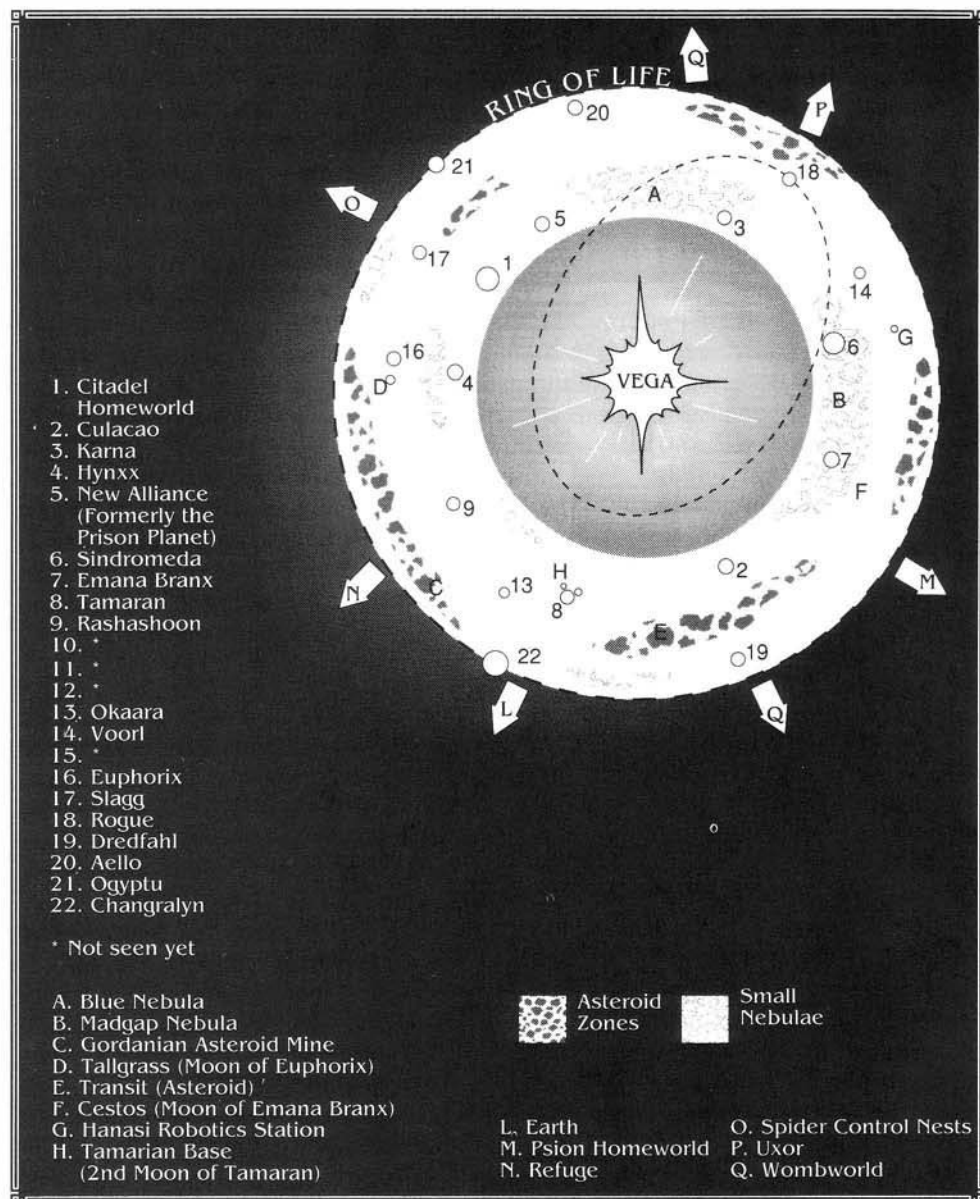 RING OF LIFE
Q
P
20
21
18
O
A
5
3
17
1
14
G
6
16
D
4
VEGA
B
7
F
9
2
M
N
C
13
H
8
E
22
19
L
Q
1. Citadel
Homeworld
2. Culacao
3. Karna
4. Hynxx
5. New Alliance
(Formerly the
Prison Planet)
6. Sindromeda
7. Emana Branx
8. Tamaran
9. Rashashoon
10. *
11. *
12. *
13. Okaara
14. Voorl
15. *
16. Euphorix
17. Slagg
18. Rogue
19. Dredfahl
20. Aello
21. Ogyptu
22. Changralyn
* Not seen yet
A. Blue Nebula
B. Madgap Nebula
C. Gordanian Asteroid Mine
D. Tallgrass (Moon of Euphorix)
E. Transit (Asteroid)
F. Cestos (Moon of Emana Branx)
G. Hanasi Robotics Station
H. Tamarian Base
(2nd Moon of Tamaran)
Asteroid
Zones
Small
Nebulae
L. Earth
M. Psion Homeworld
N. Refuge
O. Spider Control Nests
P. Uxor
Q. Wombworld